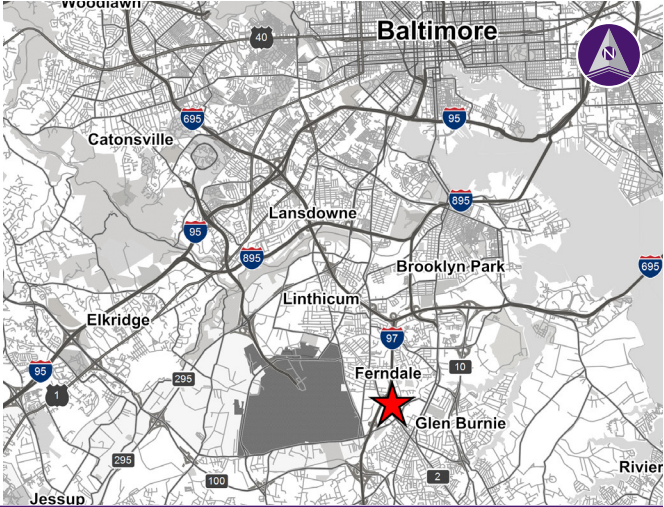 Woodlawn
Baltimore
40
N
695
95
Catonsville
895
Lansdowne
95
895
Brooklyn Park
695
Linthicum
Elkridge
97
95
295
Ferndale
10
1
Glen Burnie
295
100
2
Rivier
Jessup